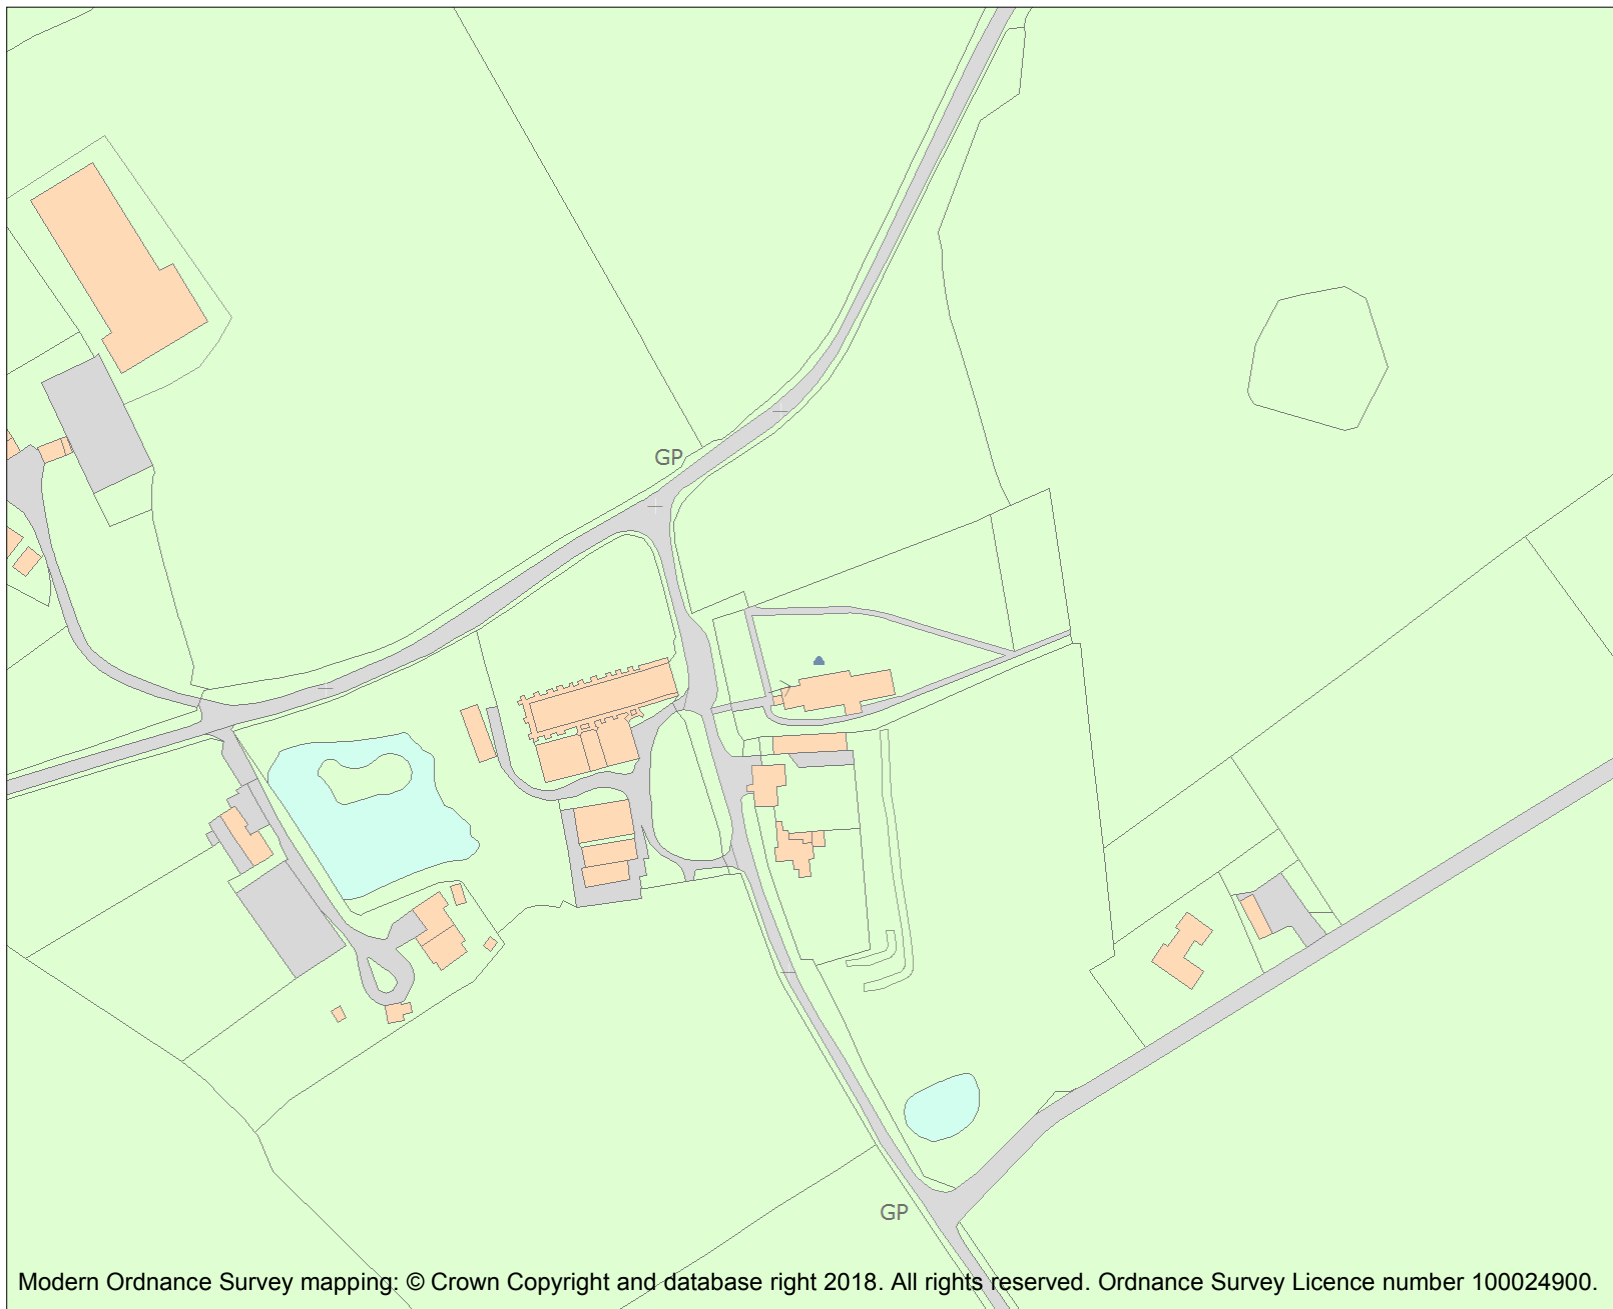 GP
GP
Modern Ordnance Survey mapping: © Crown Copyright and database right 2018. All rights reserved. Ordnance Survey Licence number 100024900.